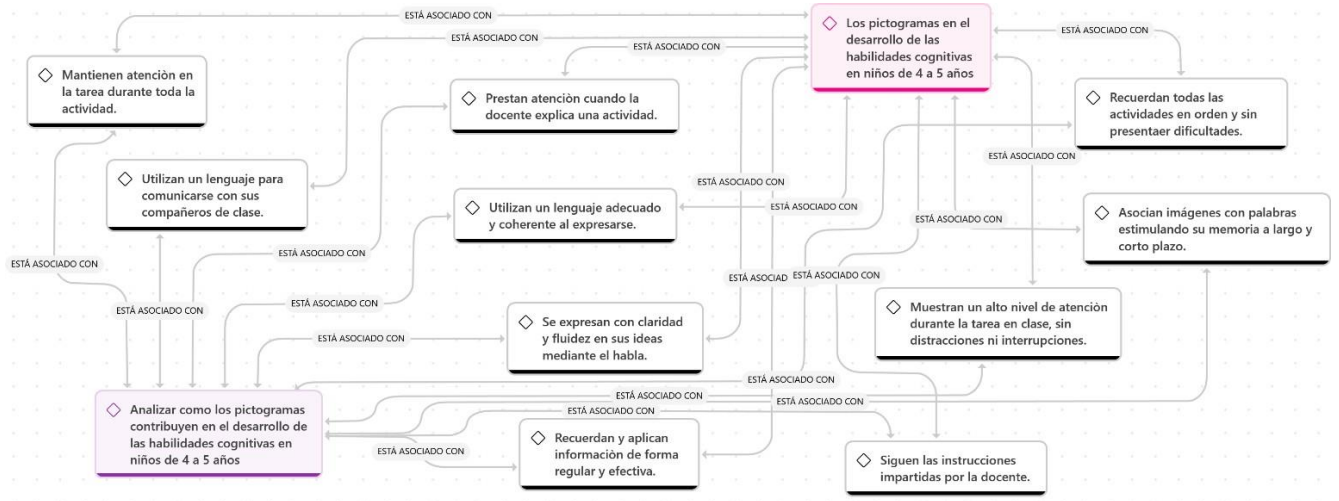 ESTÁ ASOCIADO CON
Los pictogramas en el
desarrollo de las
habilidades cognitivas
en niños de 4 a 5 años
ESTÁ ASOCIADO CON
ESTÁ ASOCIADO CON
ESTÁ ASOCIADO CON
Mantienen atenciòn en
la tarea durante toda la
actividad.
Prestan atenciòn cuando la
docente explica una actividad.
Recuerdan todas las
actividades en orden y sin
presentaer dificultades.
ESTÁ ASOCIADO CON
ESTÁ ASOCIADO CON
Utilizan un lenguaje para
comunicarse con sus
compañeros de clase.
ESTÁ ASOCIADO CON
Utilizan un lenguaje adecuado
y coherente al expresarse.
ESTÁ ASOCIADO CON
ESTÁ ASOCIADO CON
Asocian imágenes con palabras
estimulando su memoria a largo y
corto plazo.
ESTÁ ASOCIADO CON
ESTÁ ASOCIADO CON
ESTÁ ASOCIAD
ESTÁ ASOCIADO CON
ESTÁ ASOCIADO CON
ESTÁ ASOCIADO CON
Muestran un alto nivel de atenciòn
durante la tarea en clase, sin
distracciones ni interrupciones.
Se expresan con claridad
y fluidez en sus ideas
mediante el habla.
ESTÁ ASOCIADO CON
ESTÁ ASOCIADO CON
Analizar como los pictogramas
contribuyen en el desarrollo de
las habilidades cognitivas en
niños de 4 a 5 años
ESTÁ ASOCIADO CON
ESTÁ ASOCIADO CON
ESTÁ ASOCIADO CON
ESTÁ ASOCIADO CON
Recuerdan y aplican
informaciòn de forma
regular y efectiva.
Siguen las instrucciones
impartidas por la docente.